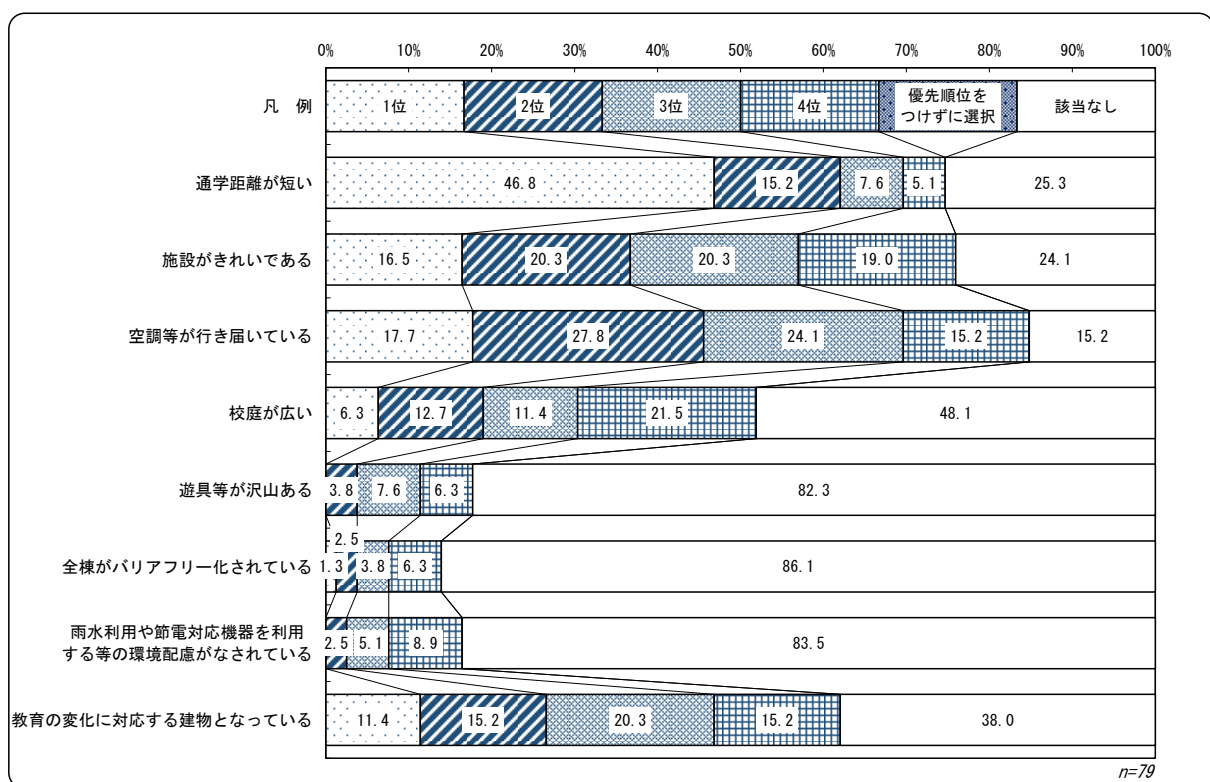 0% 10% 20% 30% 40% 50% 60% 70% 80% 90% 100%
凡 例 1位 2位 3位 4位 優先順位を
つけずに選択 該当なし
通学距離が短い 46.8 15.2 7.6 5.1 25.3
施設がきれいである 16.5 20.3 20.3 19.0 24.1
空調等が行き届いている 17.7 27.8 24.1 15.2 15.2
校庭が広い 6.3 12.7 11.4 21.5 48.1
遊具等が沢山ある 3.8 7.6 6.3 82.3
2.5
全棟がバリアフリー化されている 1.3 3.8 6.3 86.1
雨水利用や節電対応機器を利用
する等の環境配慮がなされている 2.5 5.1 8.9 83.5
教育の変化に対応する建物となっている 11.4 15.2 20.3 15.2 38.0
n=79